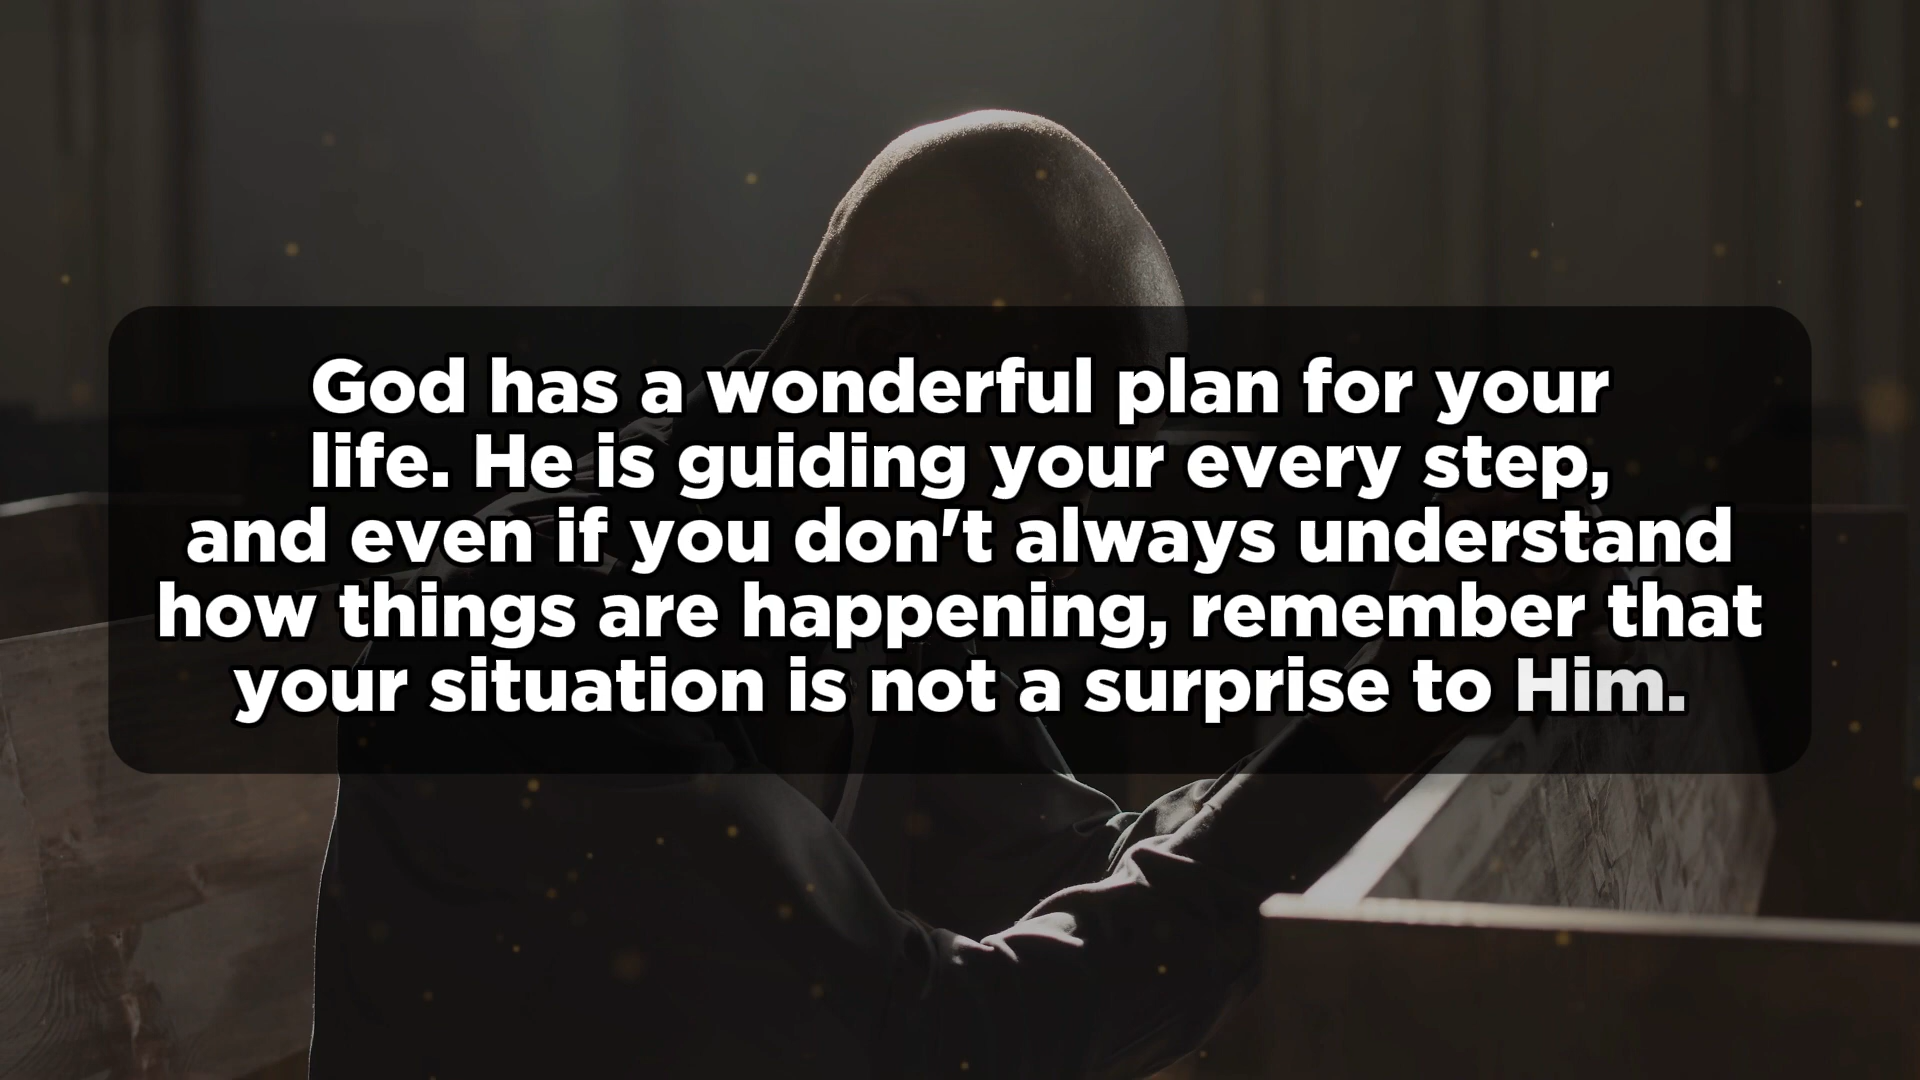 God has a wonderful plan for your
life. He is guiding your every step,
and even if you don't always understand
how things are happening, remember that
your situation is not a surprise to Him.